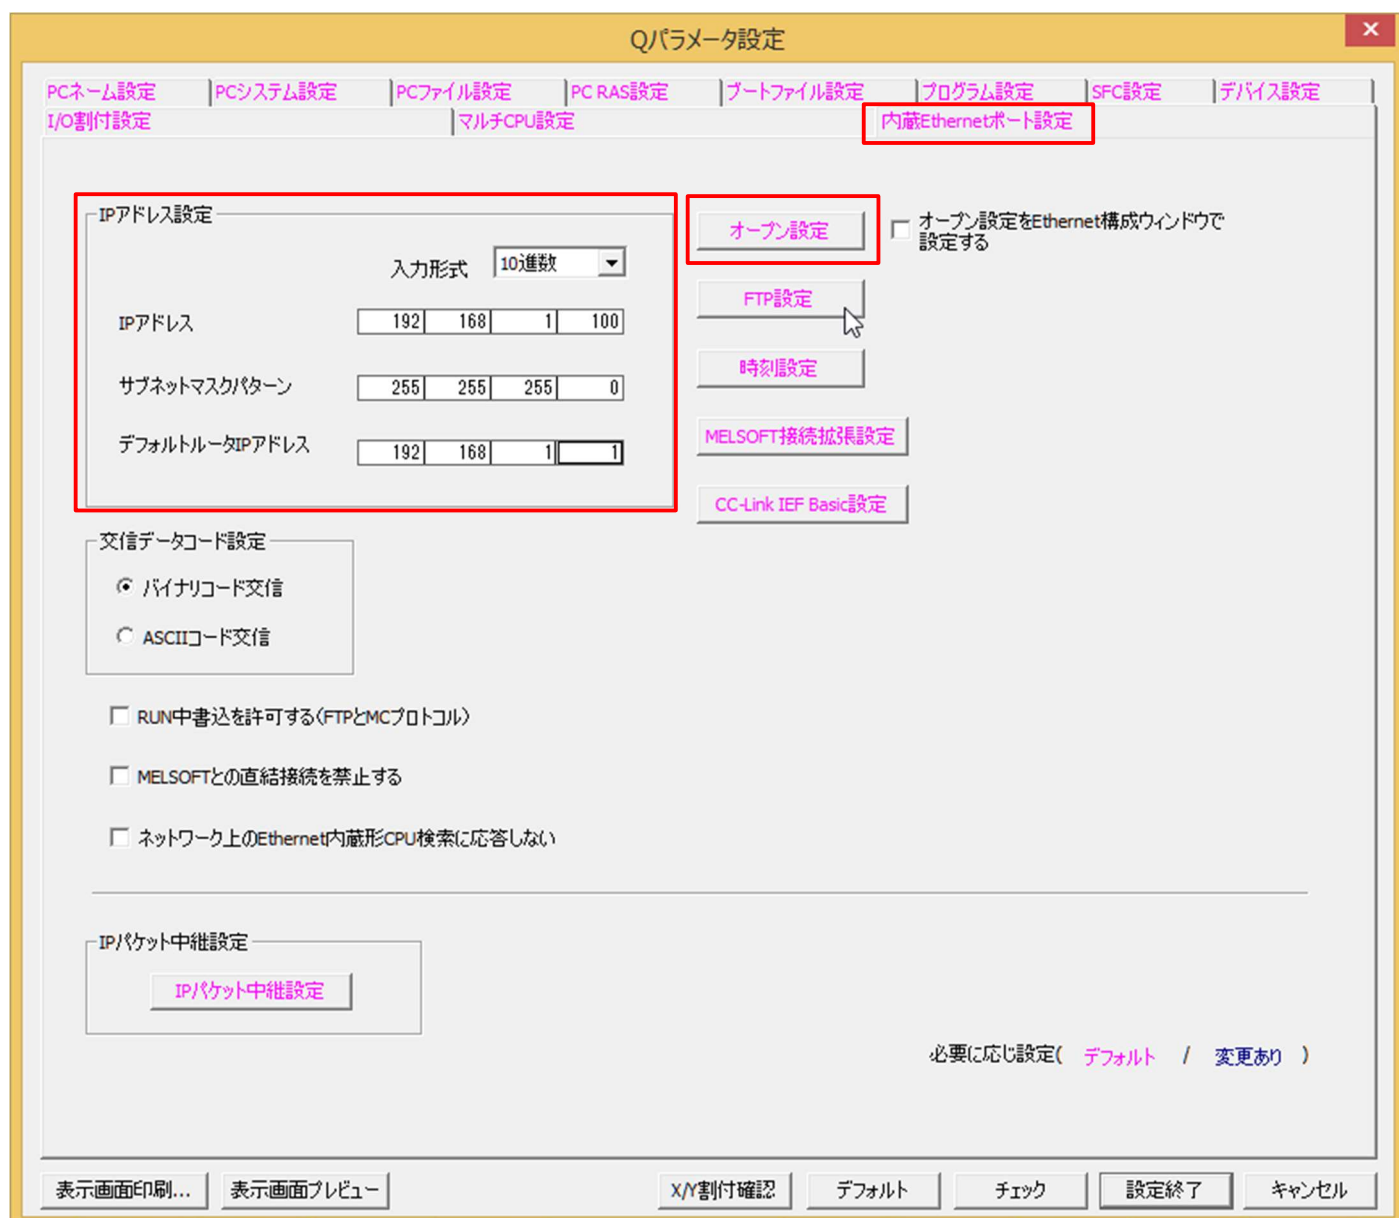 Qパラメータ設定
PCネーム設定 PCシステム設定 PCファイル設定 PC RAS設定 ブートファイル設定 プログラム設定 SFC設定 デバイス設定
I/O割付設定 マルチCPU設定 内蔵Ethernetポート設定
IPアドレス設定
入力形式 10進数
IPアドレス 192 168 1 100
サブネットマスクパターン 255 255 255 0
デフォルトルータIPアドレス 192 168 1 1
オープン設定
オープン設定をEthernet構成ウィンドウで
設定する
FTP設定
時刻設定
MELSOFT接続拡張設定
CC-Link IEF Basic設定
交信データコード設定
バイナリコード交信
ASCIIコード交信
RUN中書込を許可する(FTPとMCプロトコル)
MELSOFTとの直結接続を禁止する
ネットワーク上のEthernet内蔵形CPU検索に応答しない
IPパケット中継設定
IPパケット中継設定
必要に応じ設定( デフォルト / 変更あり )
表示画面印刷... 表示画面プレビュー X/Y割付確認 デフォルト チェック 設定終了 キャンセル